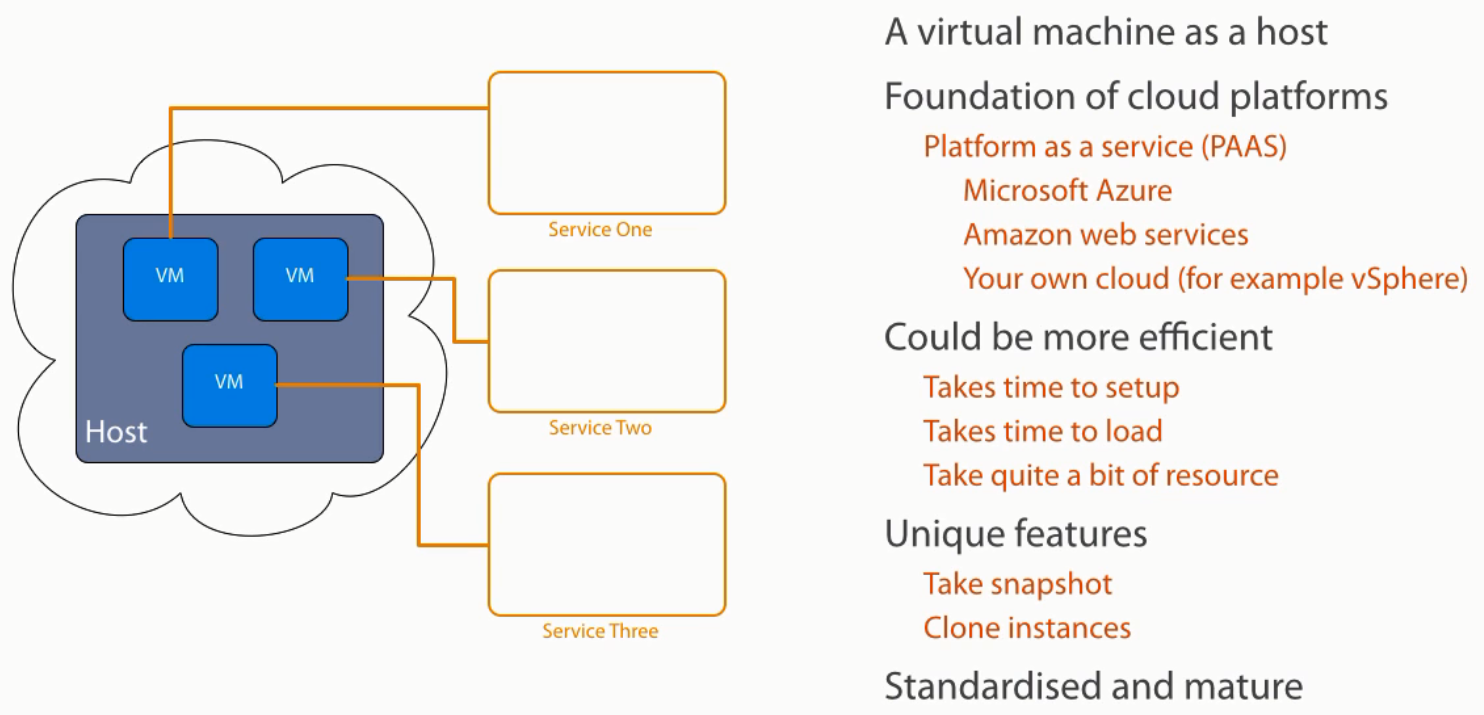 VM
VM
VM
Host
Service One
Service Two
Service Three
A virtual machine as a host
Foundation of cloud platforms
Platform as a service (PAAS)
Microsoft Azure
Amazon web services
Your own cloud (for example vSphere)
Could be more efficient
Takes time to setup
Takes time to load
Take quite a bit of resource
Unique features
Take snapshot
Clone instances
Standardised and mature